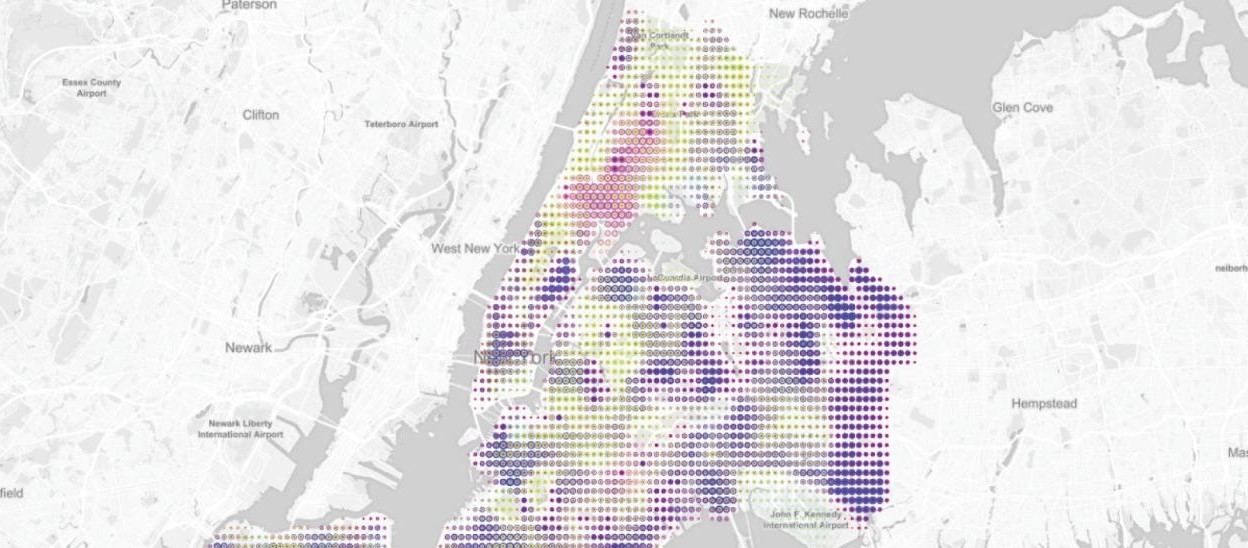 Paterson
New Rochelle
Van Cortlandt
Park
Essex County
Airport
Clifton
Teterboro Airport
Glen Cove
West New York
LaGuardia Airport
neiborh
Newark
New York
Hempstead
Newark Liberty
International Airport
Mas
field
John F. Kennedy
International Airport